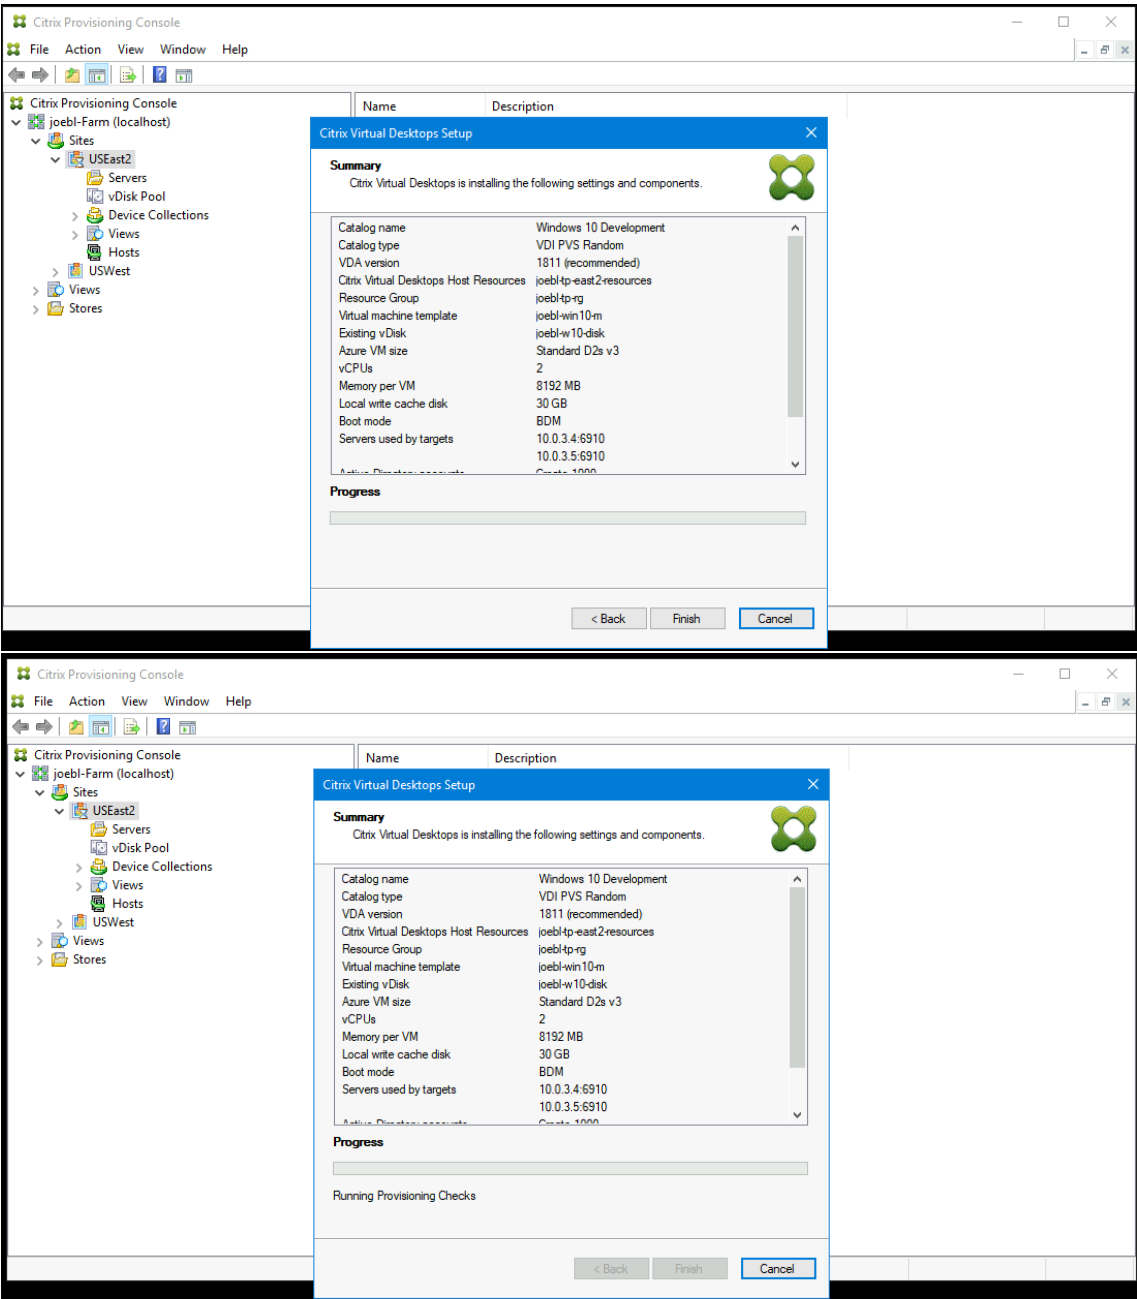 Citrix Provisioning Console
File Action View Window Help
Citrix Provisioning Console
joebl-Farm (localhost)
Sites
USEast2
Servers
vDisk Pool
Device Collections
Views
Hosts
USWest
Views
Stores
Name Description
Citrix Virtual Desktops Setup
Summary
Citrix Virtual Desktops is installing the following settings and components.
Catalog name Windows 10 Development
Catalog type VDI PVS Random
VDA version 1811 (recommended)
Citrix Virtual Desktops Host Resources joebl-tp-east2-resources
Resource Group joebl-tp-rg
Virtual machine template joebl-win10-m
Existing vDisk joebl-w10-disk
Azure VM size Standard D2s v3
vCPUs 2
Memory per VM 8192 MB
Local write cache disk 30 GB
Boot mode BDM
Servers used by targets 10.0.3.4:6910
10.0.3.5:6910
Active Directory accounts Create 1000
Progress
< Back Finish Cancel
Citrix Provisioning Console
File Action View Window Help
Citrix Provisioning Console
joebl-Farm (localhost)
Sites
USEast2
Servers
vDisk Pool
Device Collections
Views
Hosts
USWest
Views
Stores
Name Description
Citrix Virtual Desktops Setup
Summary
Citrix Virtual Desktops is installing the following settings and components.
Catalog name Windows 10 Development
Catalog type VDI PVS Random
VDA version 1811 (recommended)
Citrix Virtual Desktops Host Resources joebl-tp-east2-resources
Resource Group joebl-tp-rg
Virtual machine template joebl-win10-m
Existing vDisk joebl-w10-disk
Azure VM size Standard D2s v3
vCPUs 2
Memory per VM 8192 MB
Local write cache disk 30 GB
Boot mode BDM
Servers used by targets 10.0.3.4:6910
10.0.3.5:6910
Active Directory accounts Create 1000
Progress
Running Provisioning Checks
< Back Finish Cancel